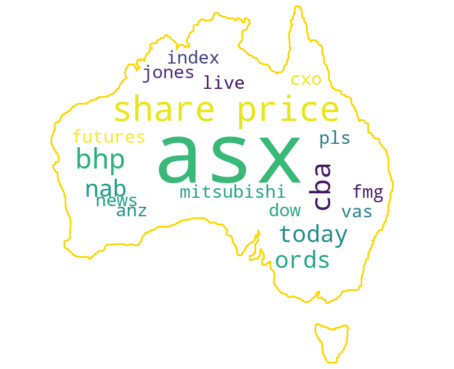 index
jones
live
cxo
share price
futures
asx
pls
bhp
cba
nab
mitsubishi
fmg
news
anz
dow
vas
today
ords